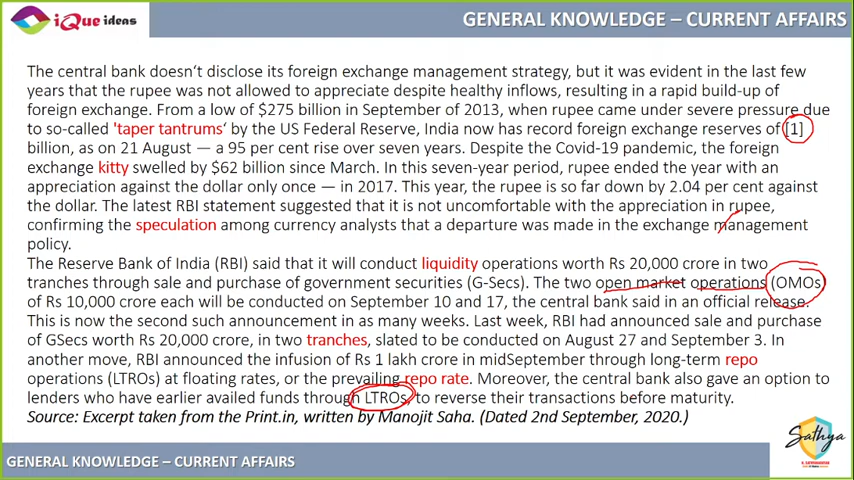 iQue ideas
GENERAL KNOWLEDGE – CURRENT AFFAIRS
The central bank doesn‘t disclose its foreign exchange management strategy, but it was evident in the last few
years that the rupee was not allowed to appreciate despite healthy inflows, resulting in a rapid build-up of
foreign exchange. From a low of $275 billion in September of 2013, when rupee came under severe pressure due
to so-called 'taper tantrums‘ by the US Federal Reserve, India now has record foreign exchange reserves of [1]
billion, as on 21 August — a 95 per cent rise over seven years. Despite the Covid-19 pandemic, the foreign
exchange kitty swelled by $62 billion since March. In this seven-year period, rupee ended the year with an
appreciation against the dollar only once — in 2017. This year, the rupee is so far down by 2.04 per cent against
the dollar. The latest RBI statement suggested that it is not uncomfortable with the appreciation in rupee,
confirming the speculation among currency analysts that a departure was made in the exchange management
policy.
The Reserve Bank of India (RBI) said that it will conduct liquidity operations worth Rs 20,000 crore in two
tranches through sale and purchase of government securities (G-Secs). The two open market operations (OMOs)
of Rs 10,000 crore each will be conducted on September 10 and 17, the central bank said in an official release.
This is now the second such announcement in as many weeks. Last week, RBI had announced sale and purchase
of GSecs worth Rs 20,000 crore, in two tranches, slated to be conducted on August 27 and September 3. In
another move, RBI announced the infusion of Rs 1 lakh crore in midSeptember through long-term repo
operations (LTROs) at floating rates, or the prevailing repo rate. Moreover, the central bank also gave an option to
lenders who have earlier availed funds through LTROs, to reverse their transactions before maturity.
Source: Excerpt taken from the Print.in, written by Manojit Saha. (Dated 2nd September, 2020.)
Sathya
GENERAL KNOWLEDGE – CURRENT AFFAIRS